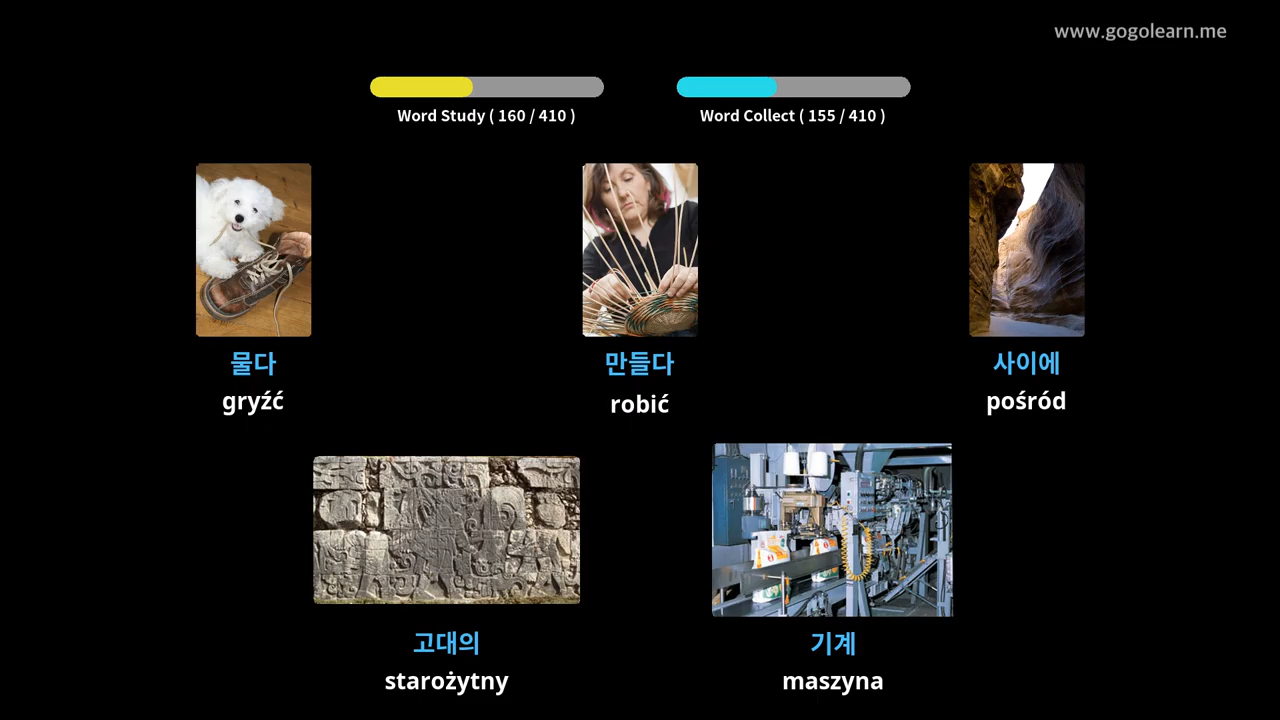 www.gogolearn.me
Word Study ( 160 / 410 )
Word Collect ( 155 / 410 )
물다
gryźć
만들다
robić
사이에
pośród
고대의
starożytny
기계
maszyna